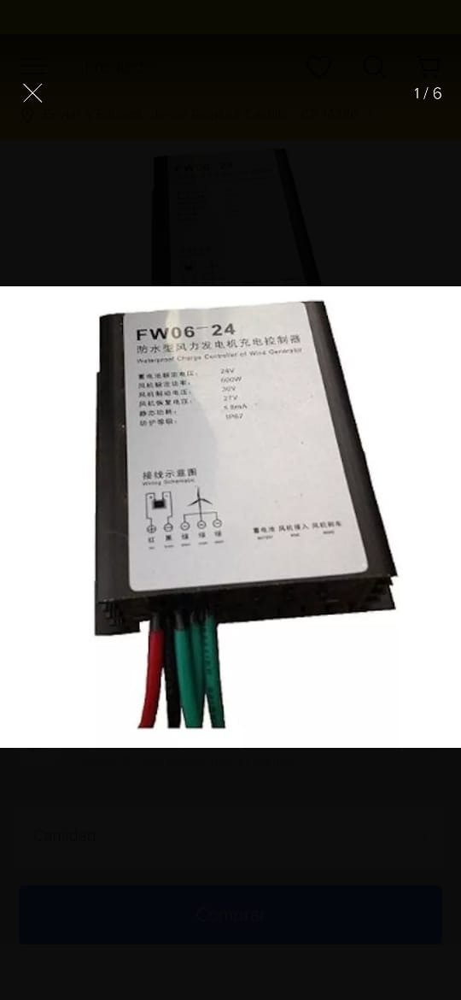 1 / 6
FW06-24
防水型风力发电机充电控制器
Waterproof Charge Controller of Wind Generator
蓄电池额定电压： 24V
风机额定功率： 600W
风机制动电压： 30V
风机恢复电压： 27V
静态功耗： ≤8mA
防护等级： IP67
接线示意图
Wiring Schematic
红 黑 绿 绿 绿
蓄电池 风机接入 风机刹车
Cantidad
Comprar